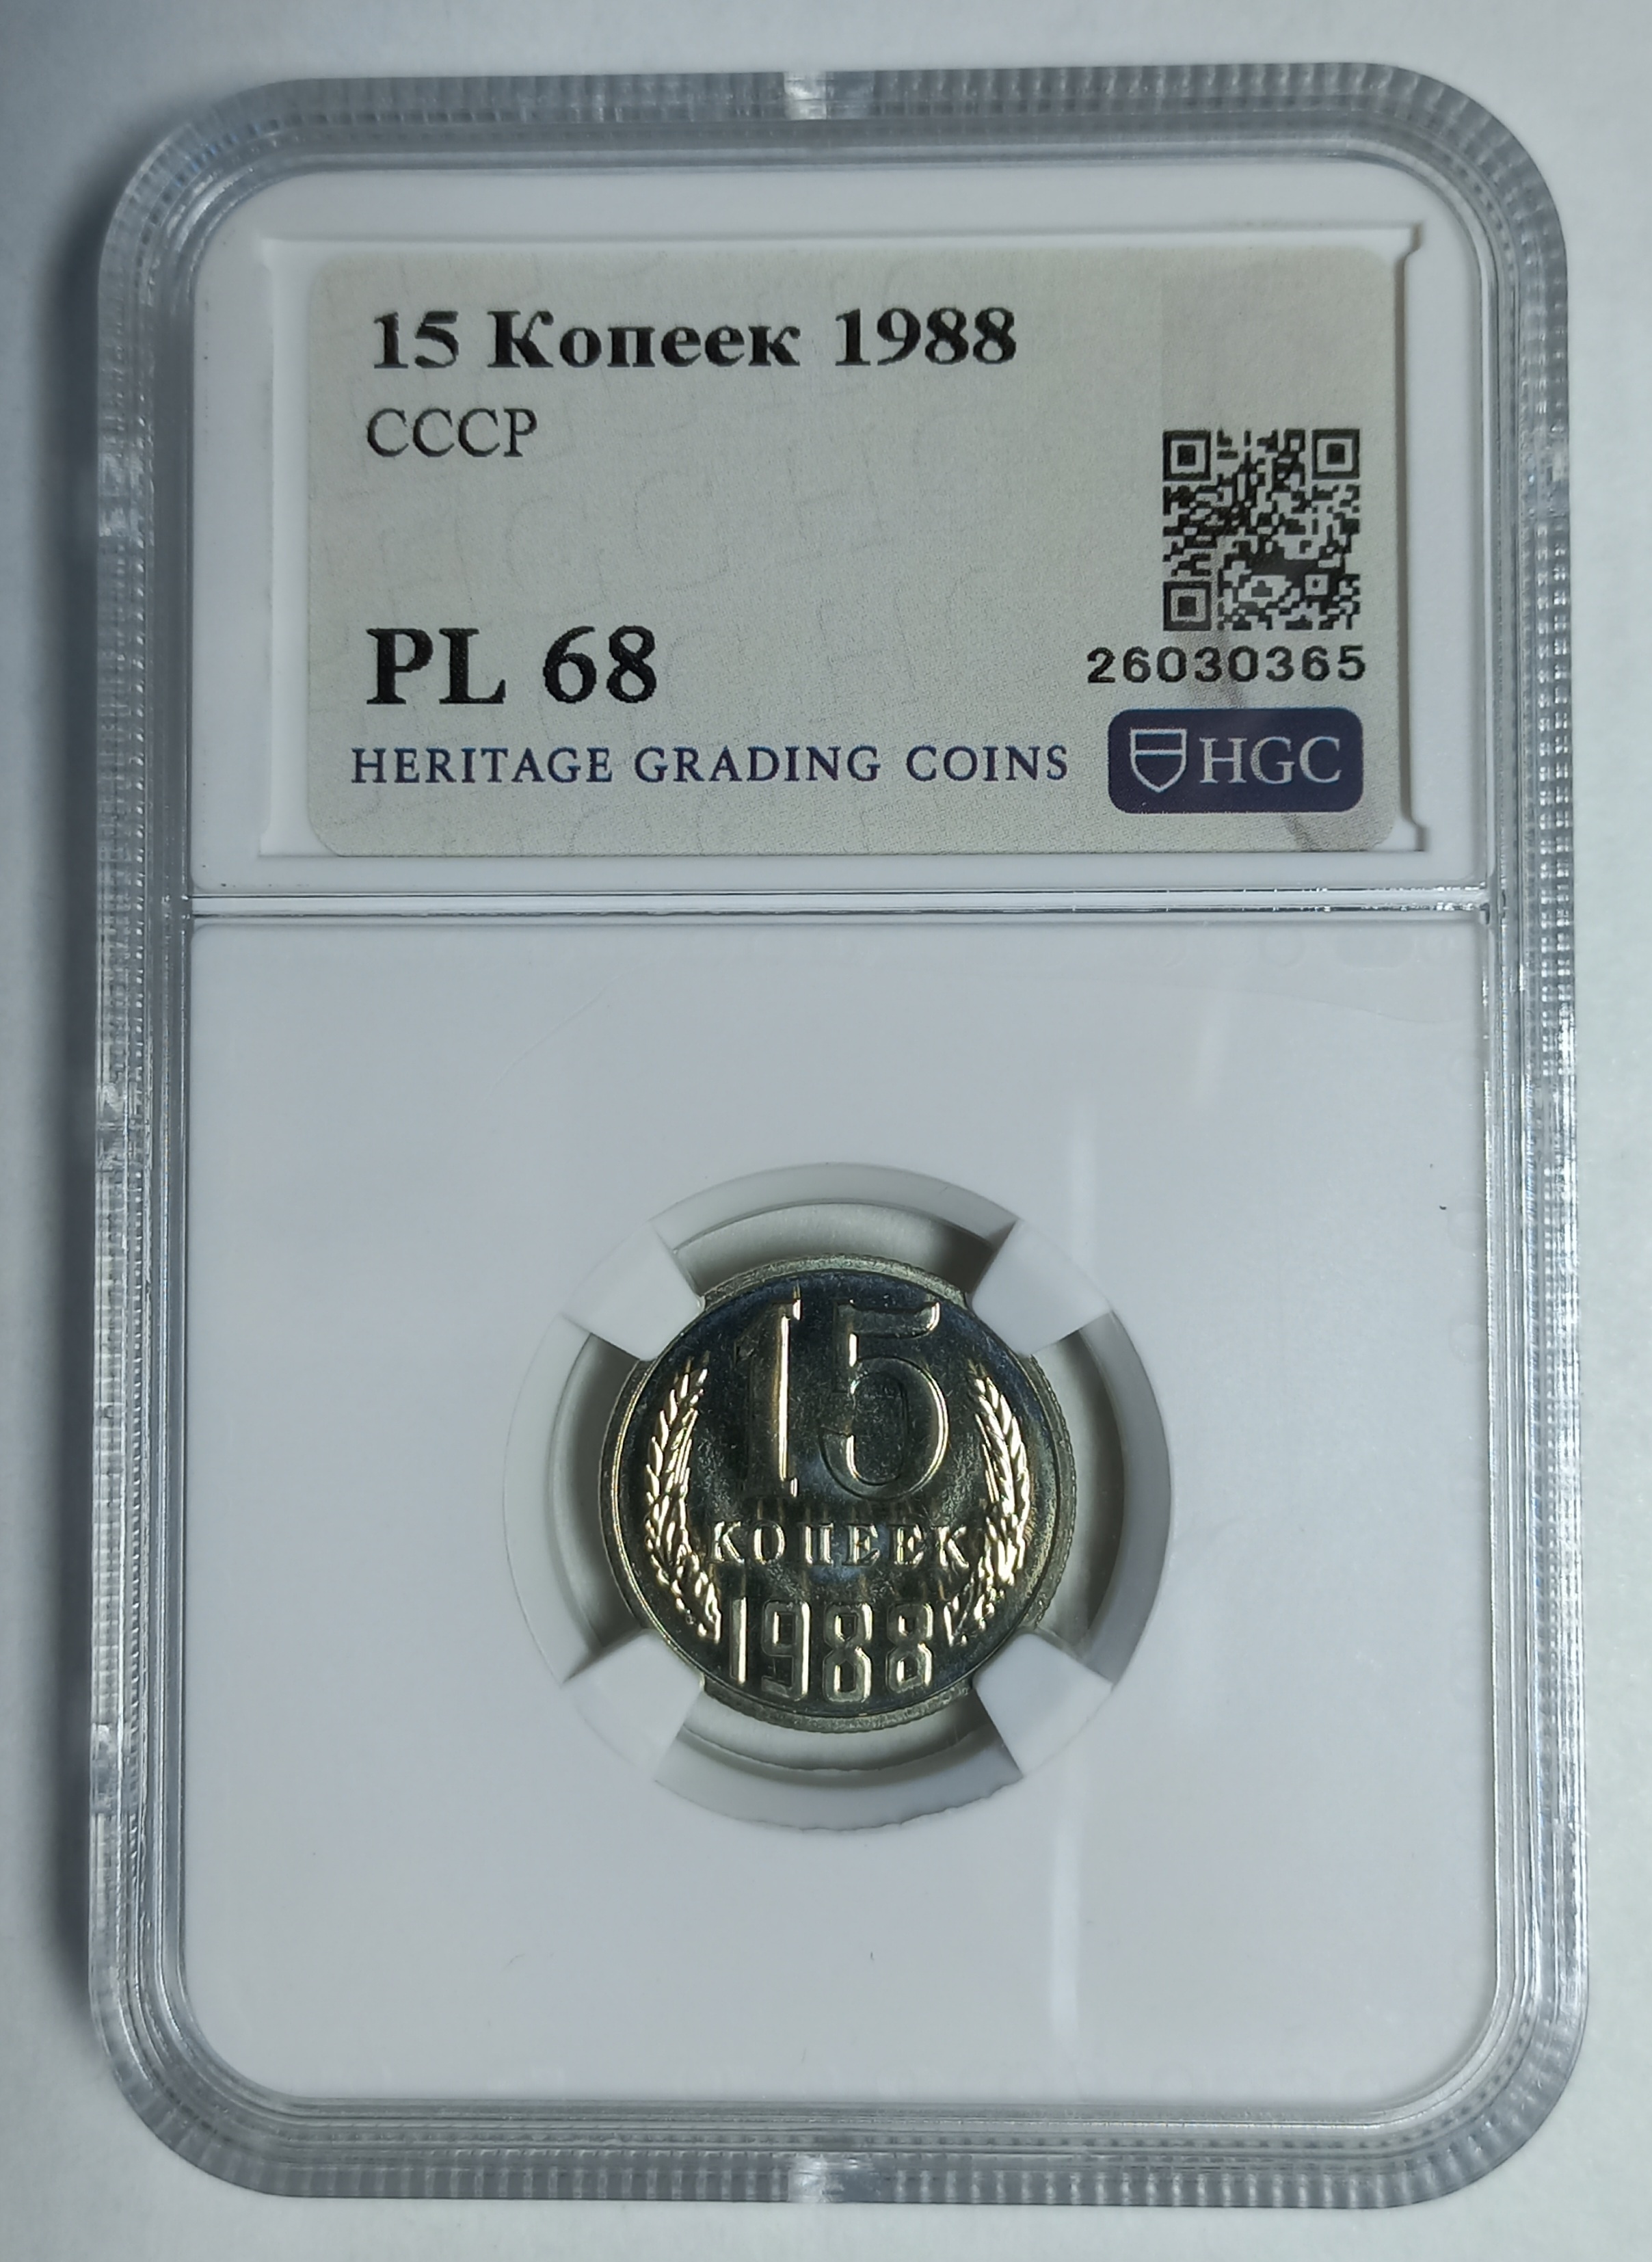 15 Копеек 1988
СССР
PL 68
26030365
HERITAGE GRADING COINS
HGC
15
КОПЕЕК
1988